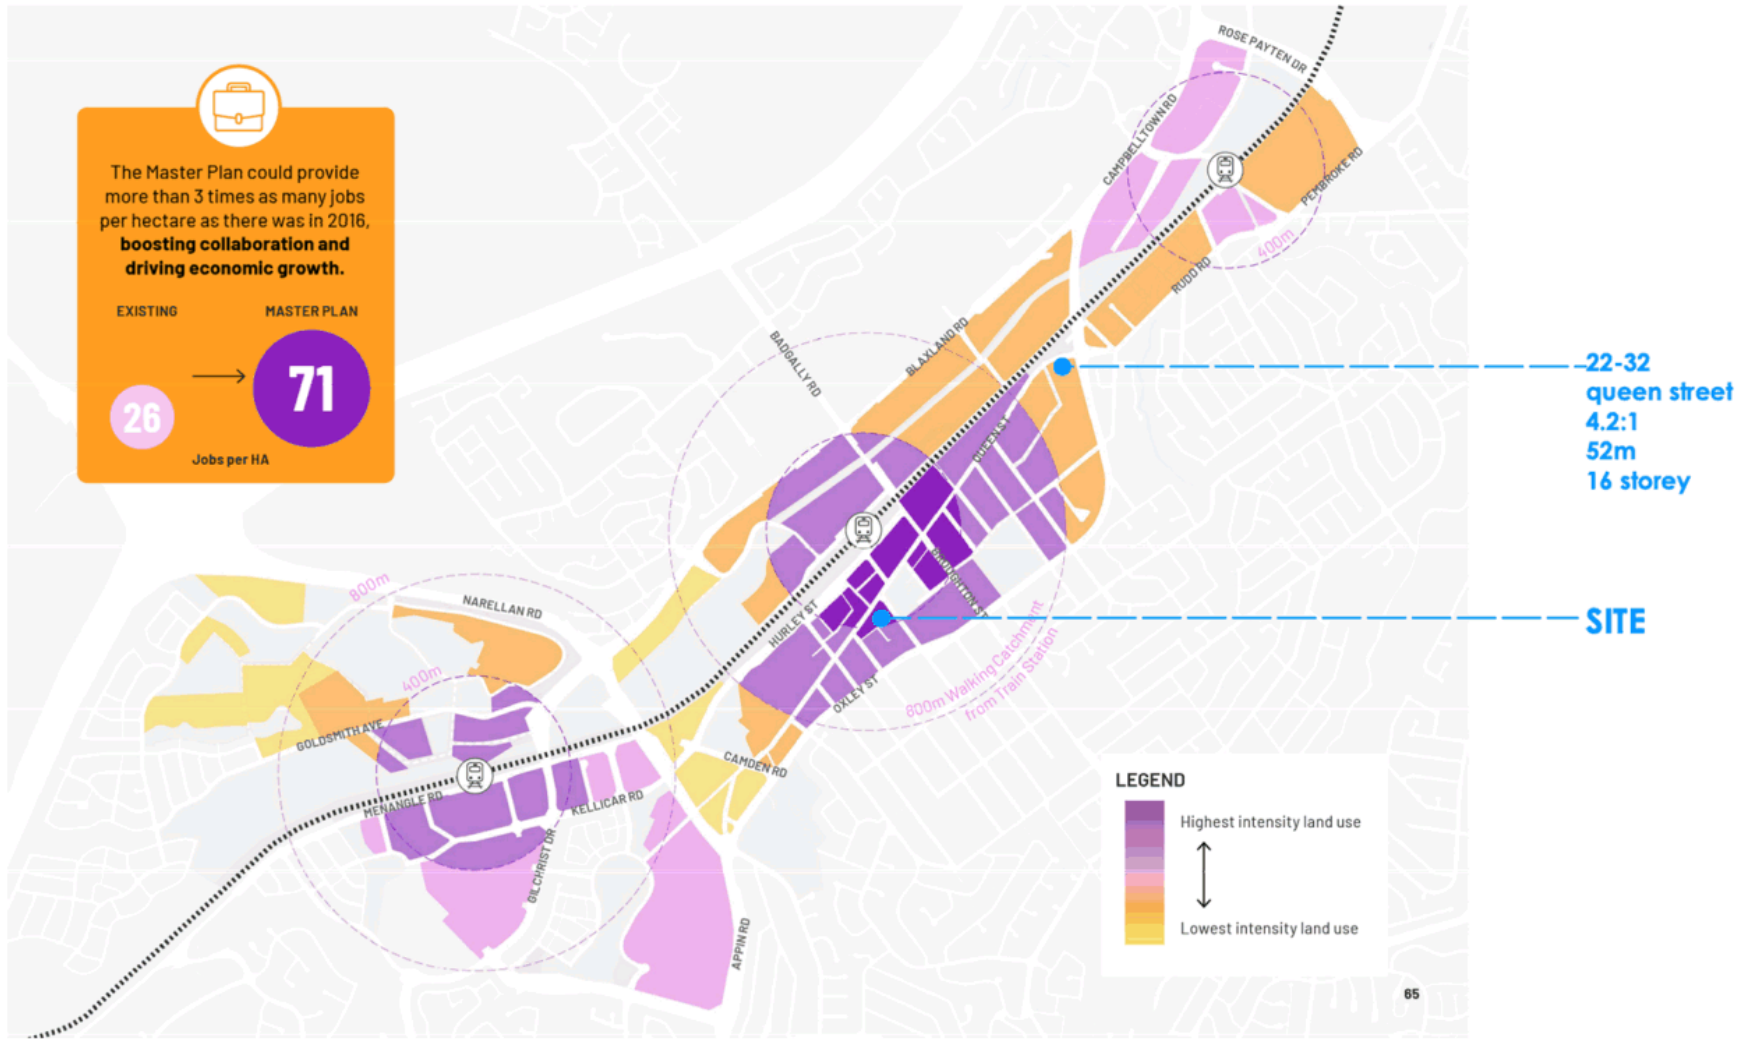 The Master Plan could provide
more than 3 times as many jobs
per hectare as there was in 2016,
boosting collaboration and
driving economic growth.
EXISTING
MASTER PLAN
26
71
Jobs per HA
ROSE PAYTEN DR
CAMPBELLTOWN RD
PEMBROKE RD
400m
RUDD RD
BLAXLAND RD
BADGALLY RD
QUEEN ST
22-32
queen street
4.2:1
52m
16 storey
BROUGHTON ST
HURLEY ST
SITE
OXLEY ST
800m Walking Catchment
from Train Station
800m
NARELLAN RD
400m
GOLDSMITH AVE
CAMDEN RD
MENANGLE RD
KELLICAR RD
GILCHRIST DR
APPIN RD
LEGEND
Highest intensity land use
Lowest intensity land use
65